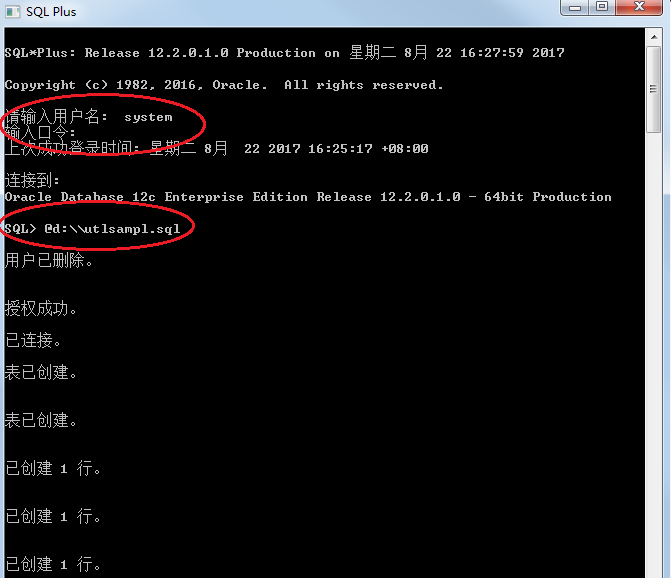 SQL Plus
SQL*Plus: Release 12.2.0.1.0 Production on 星期二 8月 22 16:27:59 2017
Copyright (c) 1982, 2016, Oracle.  All rights reserved.
请输入用户名:  system
输入口令:
上次成功登录时间: 星期二 8月  22 2017 16:25:17 +08:00
连接到:
Oracle Database 12c Enterprise Edition Release 12.2.0.1.0 - 64bit Production
SQL> @d:\\utlsampl.sql
用户已删除。
授权成功。
已连接。
表已创建。
表已创建。
已创建 1 行。
已创建 1 行。
已创建 1 行。